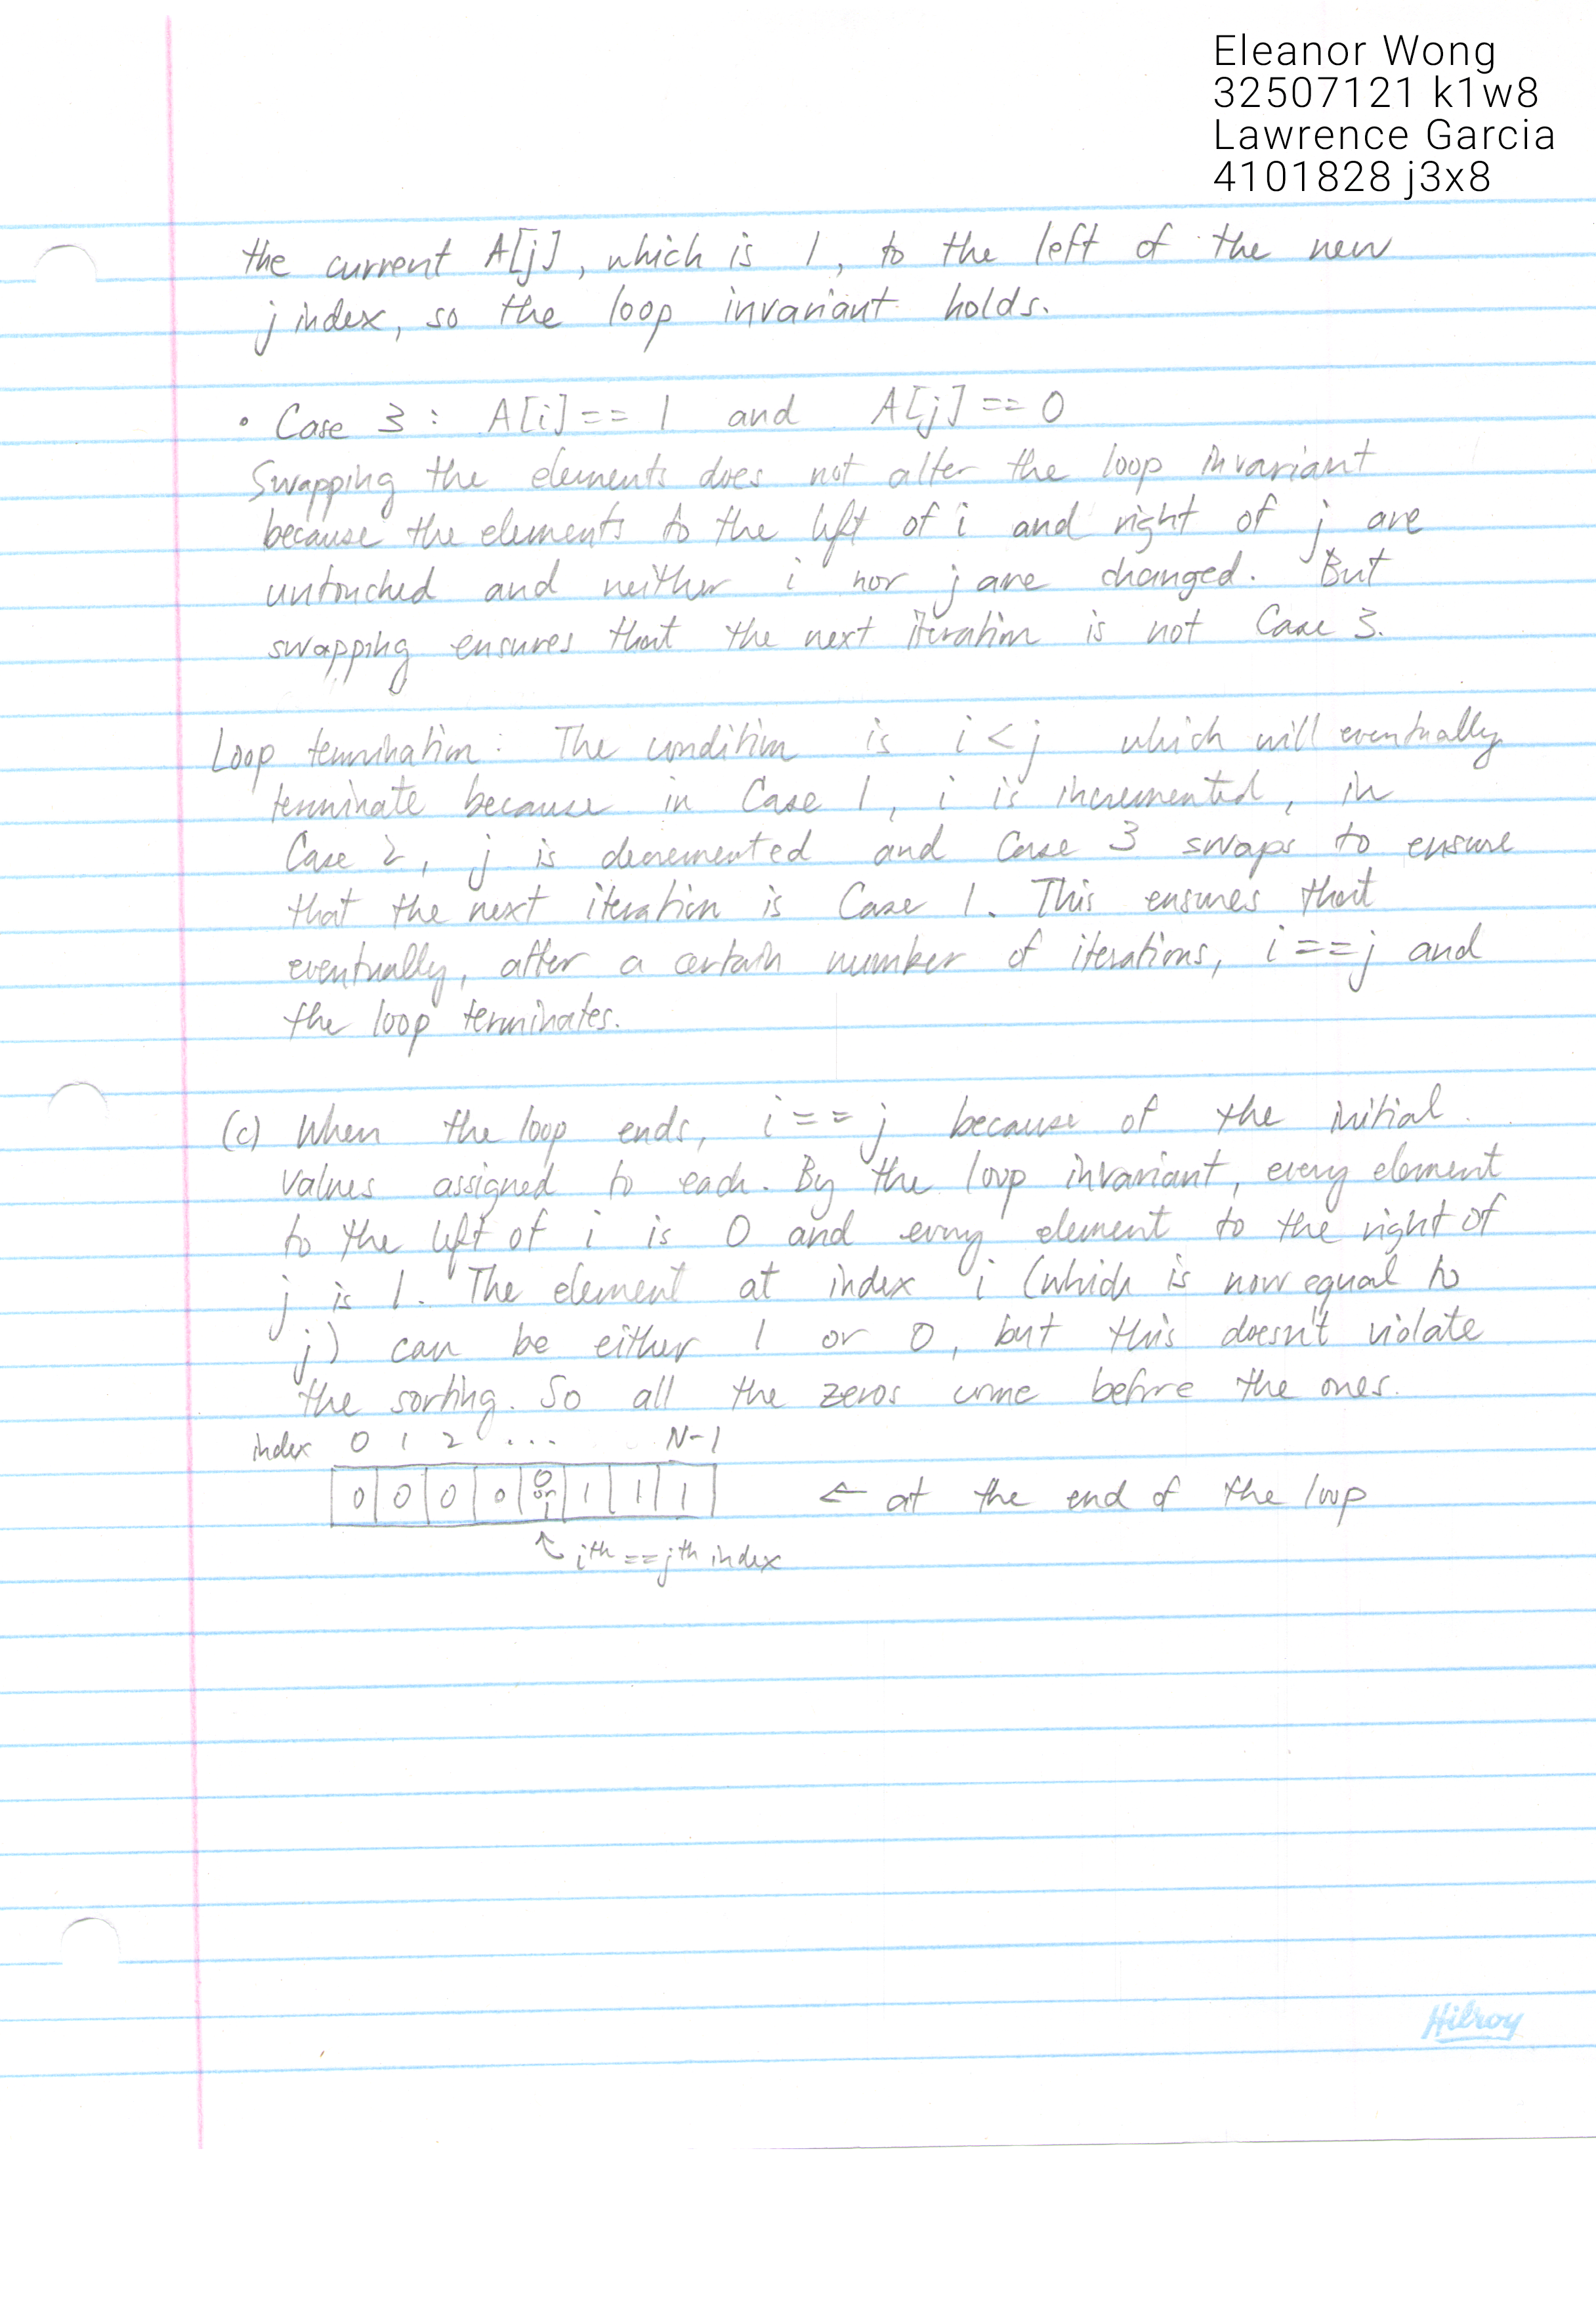 Eleanor Wong
32507121 k1w8
Lawrence Garcia
4101828 j3x8
the current A[j], which is 1, to the left of the new
j index, so the loop invariant holds.
• Case 3: A[i] == 1 and A[j] == 0
Swapping the elements does not alter the loop invariant
because the elements to the left of i and right of j are
untouched and neither i nor j are changed. But
swapping ensures that the next iteration is not Case 3.
Loop termination: The condition is i < j which will eventually
terminate because in Case 1, i is incremented, in
Case 2, j is decremented and Case 3 swaps to ensure
that the next iteration is Case 1. This ensures that
eventually, after a certain number of iterations, i == j and
the loop terminates.
(c) When the loop ends, i == j because of the initial
values assigned to each. By the loop invariant, every element
to the left of i is 0 and every element to the right of
j is 1. The element at index i (which is now equal to
j) can be either 1 or 0, but this doesn't violate
the sorting. So all the zeros come before the ones.
index 0 1 2 ... N-1
0 0 0 0 0 or 1 1 1 1 ← at the end of the loop
ith == jth index
Hilroy